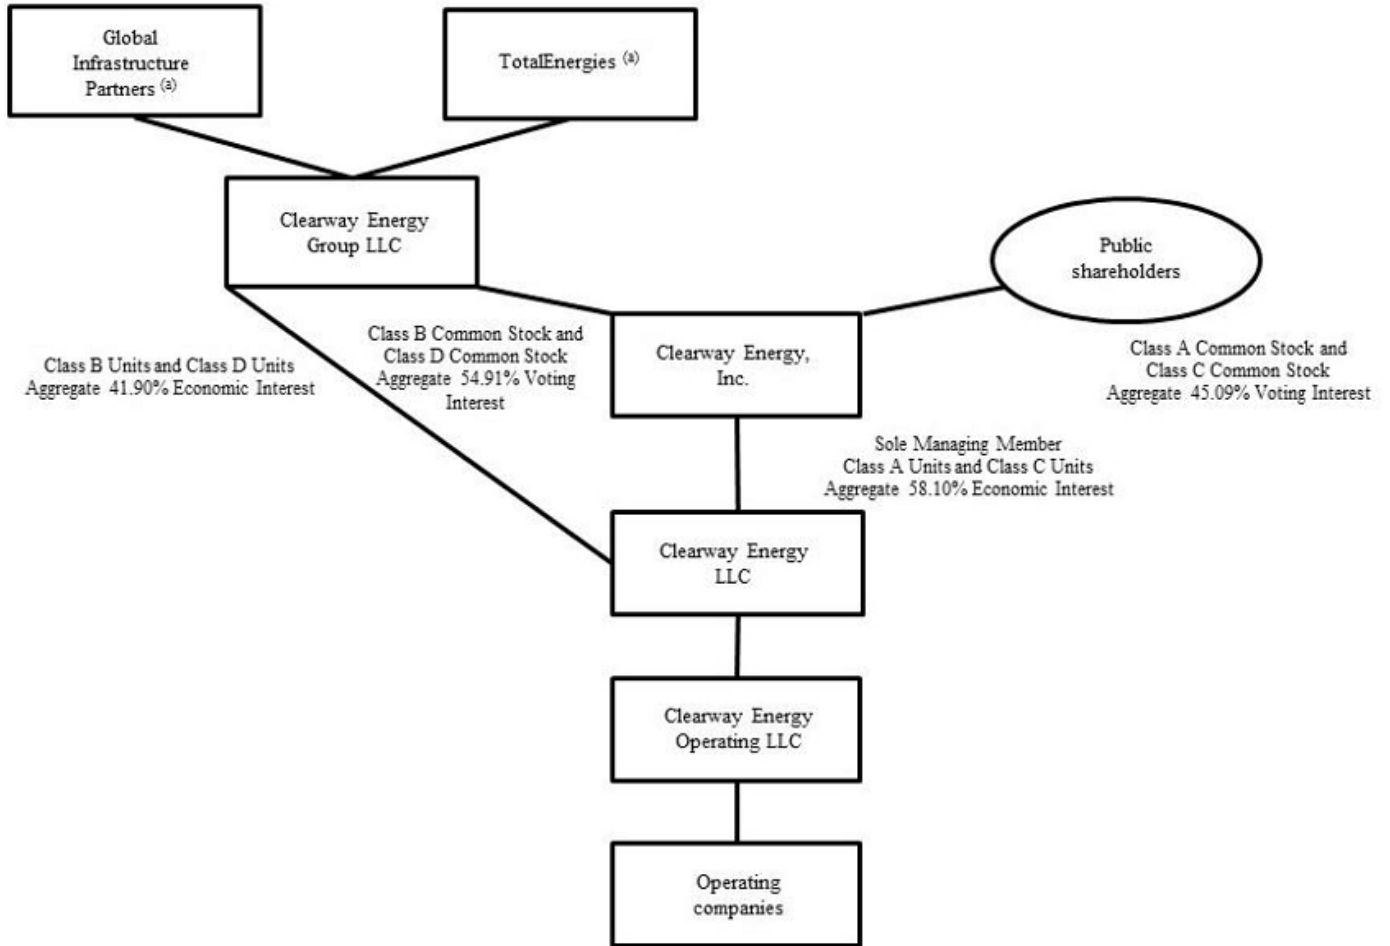 Global
Infrastructure
Partners (a)
TotalEnergies (a)
Clearway Energy
Group LLC
Public
shareholders
Class B Units and Class D Units
Aggregate 41.90% Economic Interest
Class B Common Stock and
Class D Common Stock
Aggregate 54.91% Voting
Interest
Clearway Energy,
Inc.
Class A Common Stock and
Class C Common Stock
Aggregate 45.09% Voting Interest
Sole Managing Member
Class A Units and Class C Units
Aggregate 58.10% Economic Interest
Clearway Energy
LLC
Clearway Energy
Operating LLC
Operating
companies